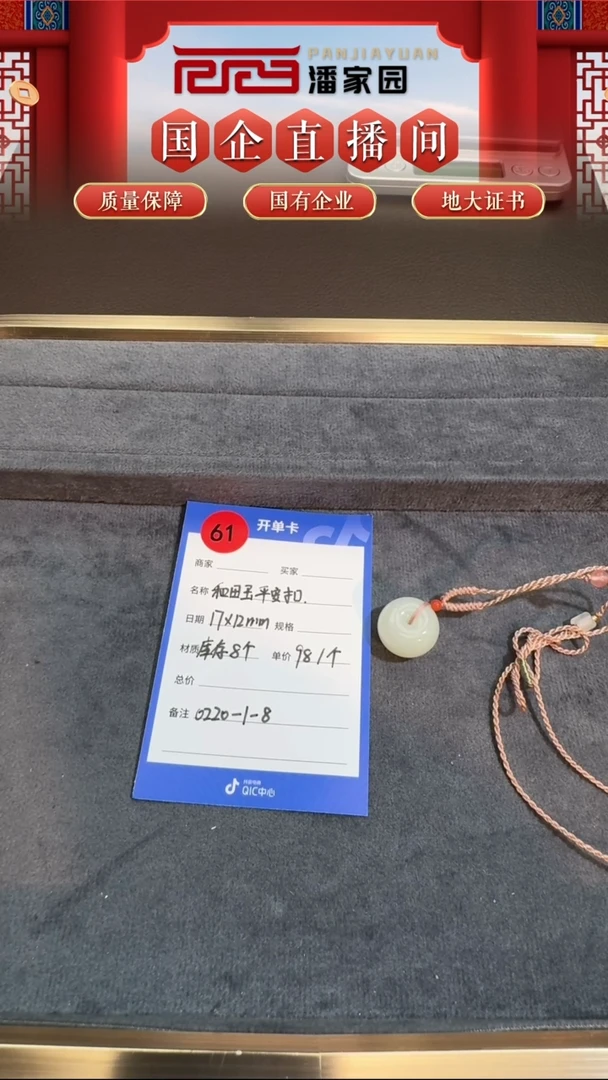 PANJIAYUAN
潘家园
国企直播间
质量保障 国有企业 地大证书
61 开单卡
商家 买家
名称 和田玉平安扣.
日期 17x12mm 规格
材质 库存8个 单价 98/个
总价
备注 0220-1-8
QIC中心